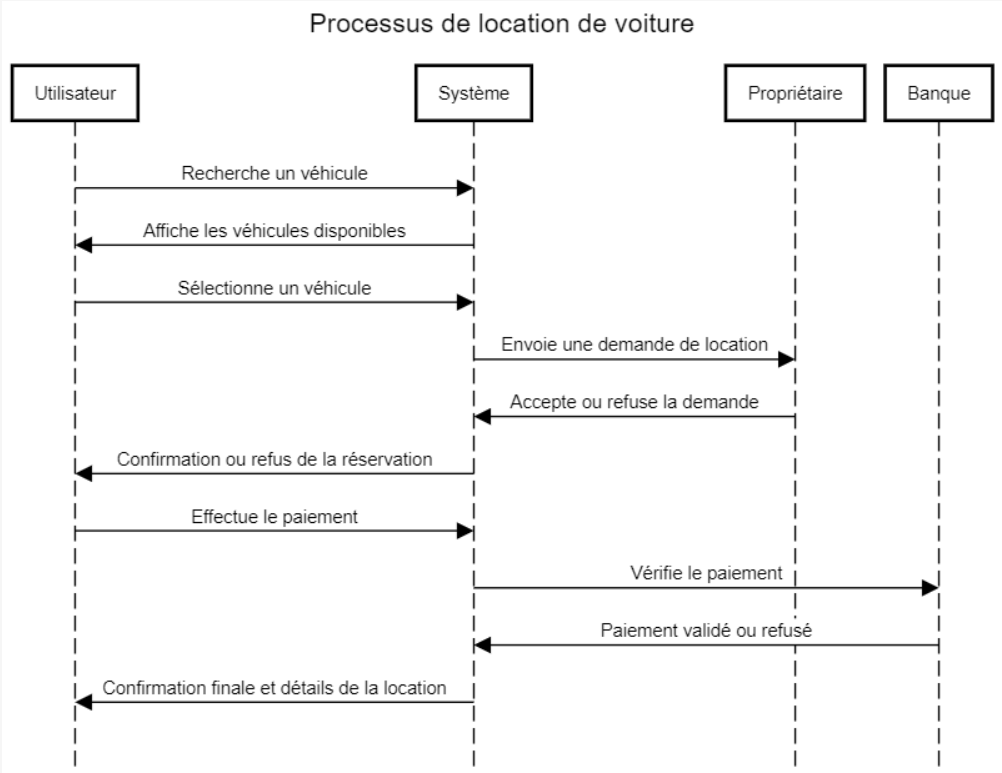 Processus de location de voiture
Utilisateur
Système
Propriétaire
Banque
Recherche un véhicule
Affiche les véhicules disponibles
Sélectionne un véhicule
Envoie une demande de location
Accepte ou refuse la demande
Confirmation ou refus de la réservation
Effectue le paiement
Vérifie le paiement
Paiement validé ou refusé
Confirmation finale et détails de la location